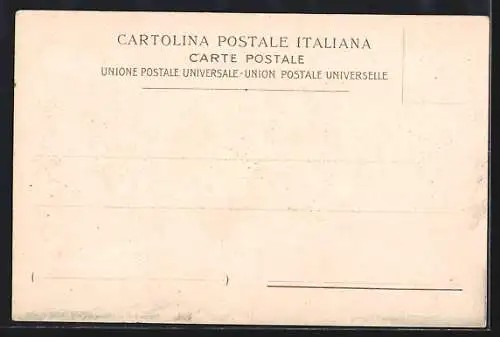 CARTOLINA POSTALE ITALIANA
CARTE POSTALE
UNIONE POSTALE UNIVERSALE-UNION POSTALE UNIVERSELLE
( )